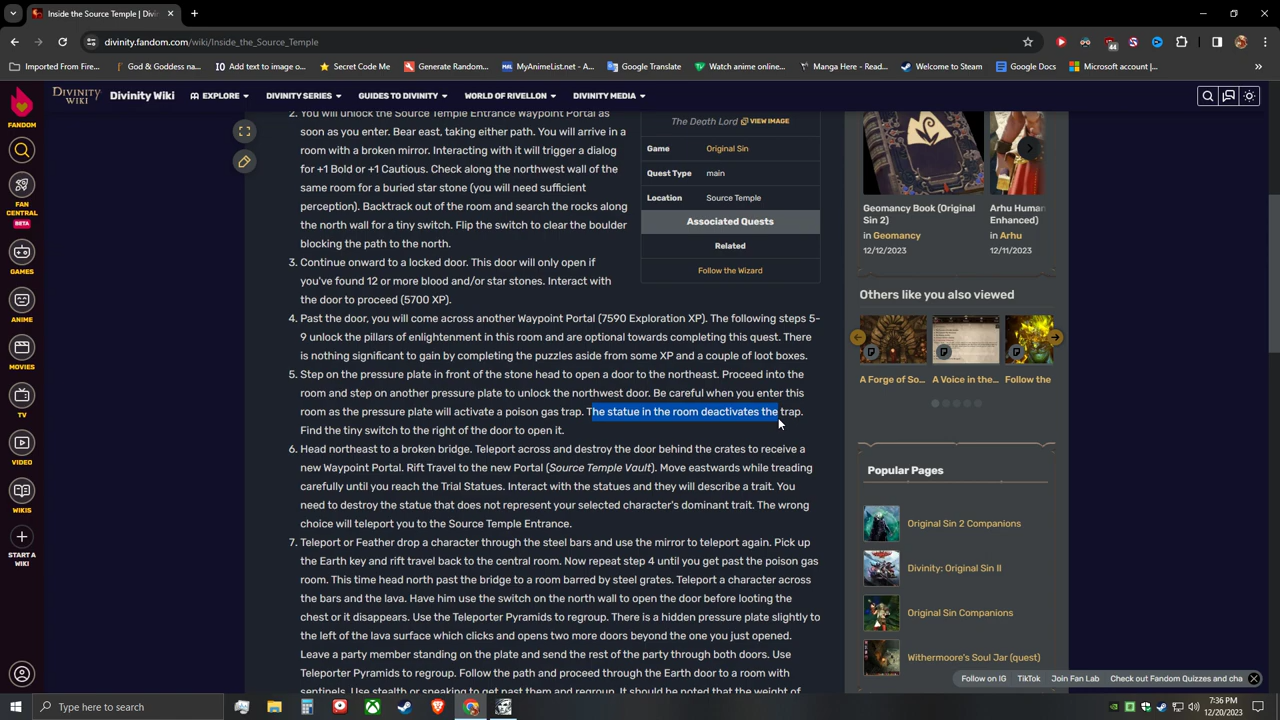 Inside the Source Temple | Div
divinity.fandom.com/wiki/Inside_the_Source_Temple
44
Imported From Fire...
God & Goddess na...
Add text to image o...
Secret Code Me
Generate Random...
MyAnimeList.net - A...
Google Translate
Watch anime online...
Manga Here - Read...
Welcome to Steam
Google Docs
Microsoft account |...
»
FANDOM
DIVINITY WIKI
Divinity Wiki
EXPLORE
DIVINITY SERIES
GUIDES TO DIVINITY
WORLD OF RIVELLON
DIVINITY MEDIA
FAN CENTRAL
BETA
GAMES
ANIME
MOVIES
TV
VIDEO
WIKIS
START A WIKI
2. You will unlock the Source Temple Entrance Waypoint Portal as
soon as you enter. Bear east, taking either path. You will arrive in a
room with a broken mirror. Interacting with it will trigger a dialog
for +1 Bold or +1 Cautious. Check along the northwest wall of the
same room for a buried star stone (you will need sufficient
perception). Backtrack out of the room and search the rocks along
the north wall for a tiny switch. Flip the switch to clear the boulder
blocking the path to the north.
3. Continue onward to a locked door. This door will only open if
you've found 12 or more blood and/or star stones. Interact with
the door to proceed (5700 XP).
4. Past the door, you will come across another Waypoint Portal (7590 Exploration XP). The following steps 5-
9 unlock the pillars of enlightenment in this room and are optional towards completing this quest. There
is nothing significant to gain by completing the puzzles aside from some XP and a couple of loot boxes.
5. Step on the pressure plate in front of the stone head to open a door to the northeast. Proceed into the
room and step on another pressure plate to unlock the northwest door. Be careful when you enter this
room as the pressure plate will activate a poison gas trap. The statue in the room deactivates the trap.
Find the tiny switch to the right of the door to open it.
6. Head northeast to a broken bridge. Teleport across and destroy the door behind the crates to receive a
new Waypoint Portal. Rift Travel to the new Portal (Source Temple Vault). Move eastwards while treading
carefully until you reach the Trial Statues. Interact with the statues and they will describe a trait. You
need to destroy the statue that does not represent your selected character's dominant trait. The wrong
choice will teleport you to the Source Temple Entrance.
7. Teleport or Feather drop a character through the steel bars and use the mirror to teleport again. Pick up
the Earth key and rift travel back to the central room. Now repeat step 4 until you get past the poison gas
room. This time head north past the bridge to a room barred by steel grates. Teleport a character across
the bars and the lava. Have him use the switch on the north wall to open the door before looting the
chest or it disappears. Use the Teleporter Pyramids to regroup. There is a hidden pressure plate slightly to
the left of the lava surface which clicks and opens two more doors beyond the one you just opened.
Leave a party member standing on the plate and send the rest of the party through both doors. Use
Teleporter Pyramids to regroup. Follow the path and proceed through the Earth door to a room with
sentinels. Use stealth or sneaking to get past them and regroup. It should be noted that the weight of
The Death Lord VIEW IMAGE
Game Original Sin
Quest Type main
Location Source Temple
Associated Quests
Related
Follow the Wizard
Geomancy Book (Original Sin 2)
in Geomancy
12/12/2023
Arhu Human
Enhanced)
in Arhu
12/11/2023
Others like you also viewed
A Forge of So...
A Voice in the...
Follow the
Popular Pages
Original Sin 2 Companions
Divinity: Original Sin II
Original Sin Companions
Withermoore's Soul Jar (quest)
Follow on IG
TikTok
Join Fan Lab
Check out Fandom Quizzes and cha
Type here to search
7:36 PM
12/20/2023